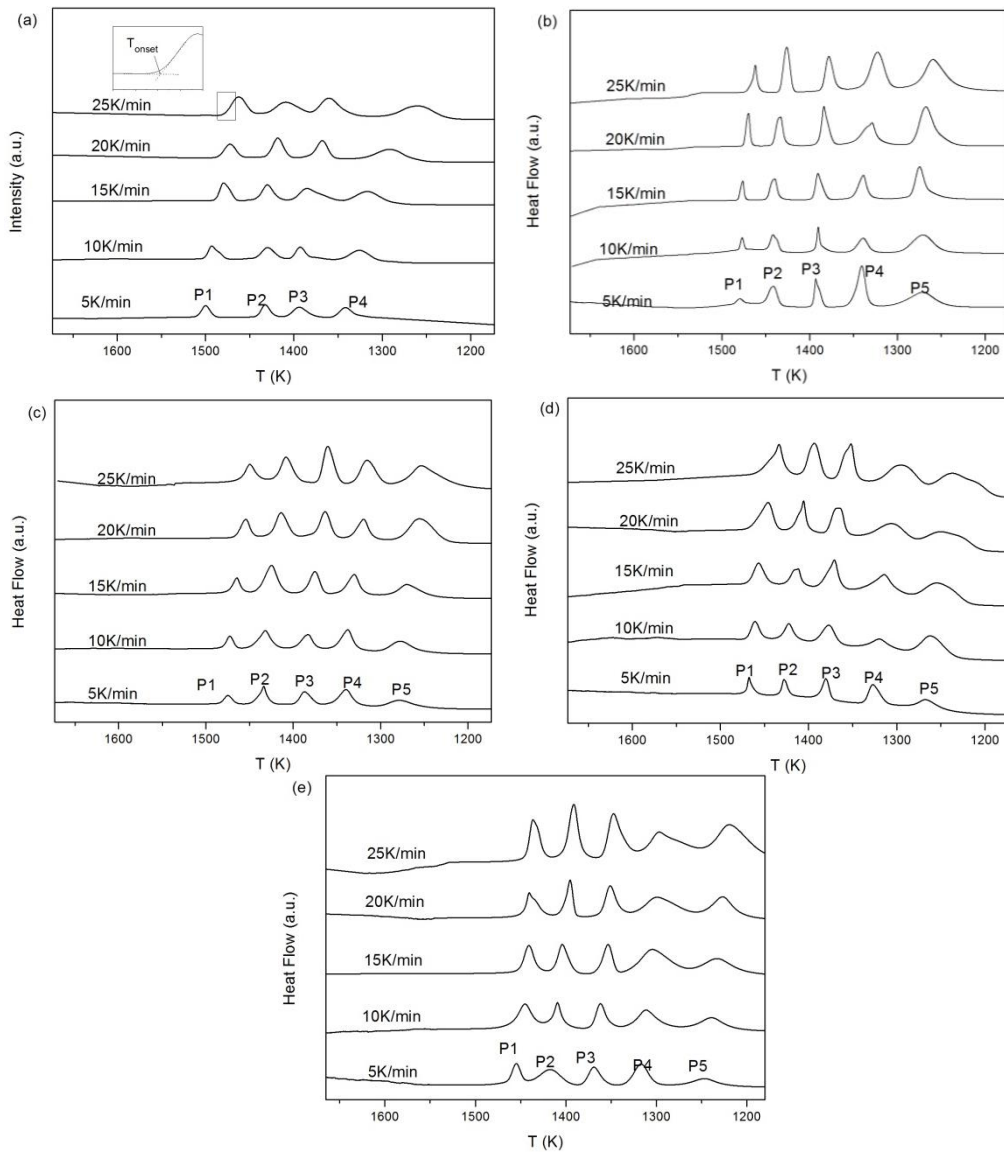 (a)
T onset
25K/min
20K/min
15K/min
10K/min
5K/min
P1
P2
P3
P4
Intensity (a.u.)
1600
1500
1400
1300
1200
T (K)
(b)
25K/min
20K/min
15K/min
10K/min
5K/min
P1
P2
P3
P4
P5
Heat Flow (a.u.)
1600
1500
1400
1300
1200
T (K)
(c)
25K/min
20K/min
15K/min
10K/min
5K/min
P1
P2
P3
P4
P5
Heat Flow (a.u.)
1600
1500
1400
1300
1200
T (K)
(d)
25K/min
20K/min
15K/min
10K/min
5K/min
P1
P2
P3
P4
P5
Heat Flow (a.u.)
1600
1500
1400
1300
1200
T (K)
(e)
25K/min
20K/min
15K/min
10K/min
5K/min
P1
P2
P3
P4
P5
Heat Flow (a.u.)
1600
1500
1400
1300
1200
T (K)